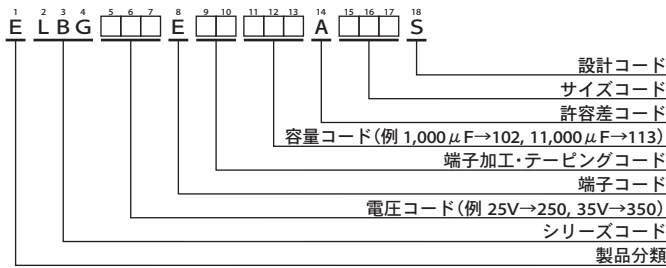 1 2 3 4 5 6 7 8 9 10 11 12 13 14 15 16 17 18
E L B G □□□ E □□ □□□ A □□□ S
設計コード
サイズコード
許容差コード
容量コード(例 1,000μF→102, 11,000μF→113)
端子加工・テーピングコード
端子コード
電圧コード(例 25V→250, 35V→350)
シリーズコード
製品分類